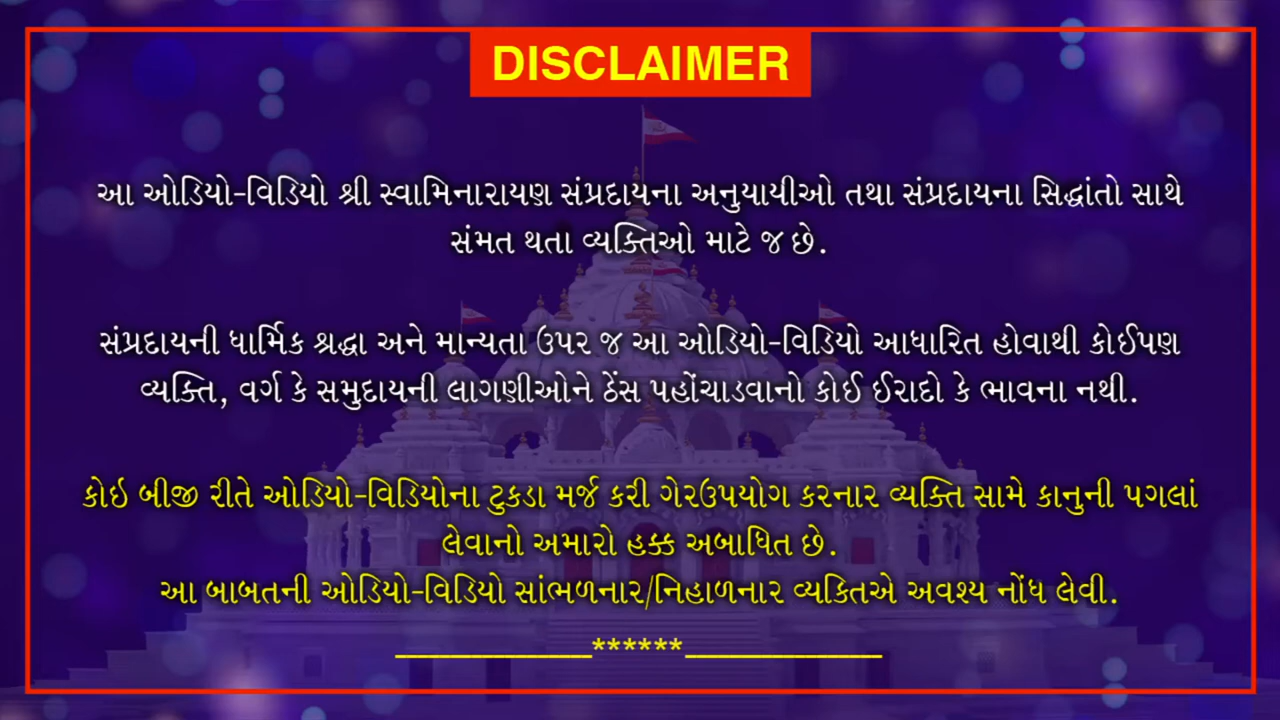 DISCLAIMER
આ ઓડિયો-વિડિયો શ્રી સ્વામિનારાયણ સંપ્રદાયના અનુયાયીઓ તથા સંપ્રદાયના સિદ્ધાંતો સાથે
સંમત થતા વ્યક્તિઓ માટે જ છે.
સંપ્રદાયની ધાર્મિક શ્રદ્ધા અને માન્યતા ઉપર જ આ ઓડિયો-વિડિયો આધારિત હોવાથી કોઈપણ
વ્યક્તિ, વર્ગ કે સમુદાયની લાગણીઓને ઠેંસ પહોંચાડવાનો કોઈ ઈરાદો કે ભાવના નથી.
કોઇ બીજી રીતે ઓડિયો-વિડિયોના ટુકડા મર્જ કરી ગેરઉપયોગ કરનાર વ્યક્તિ સામે કાનુની પગલાં
લેવાનો અમારો હક્ક અબાધિત છે.
આ બાબતની ઓડિયો-વિડિયો સાંભળનાર/નિહાળનાર વ્યકિતએ અવશ્ય નોંધ લેવી.
______________******______________